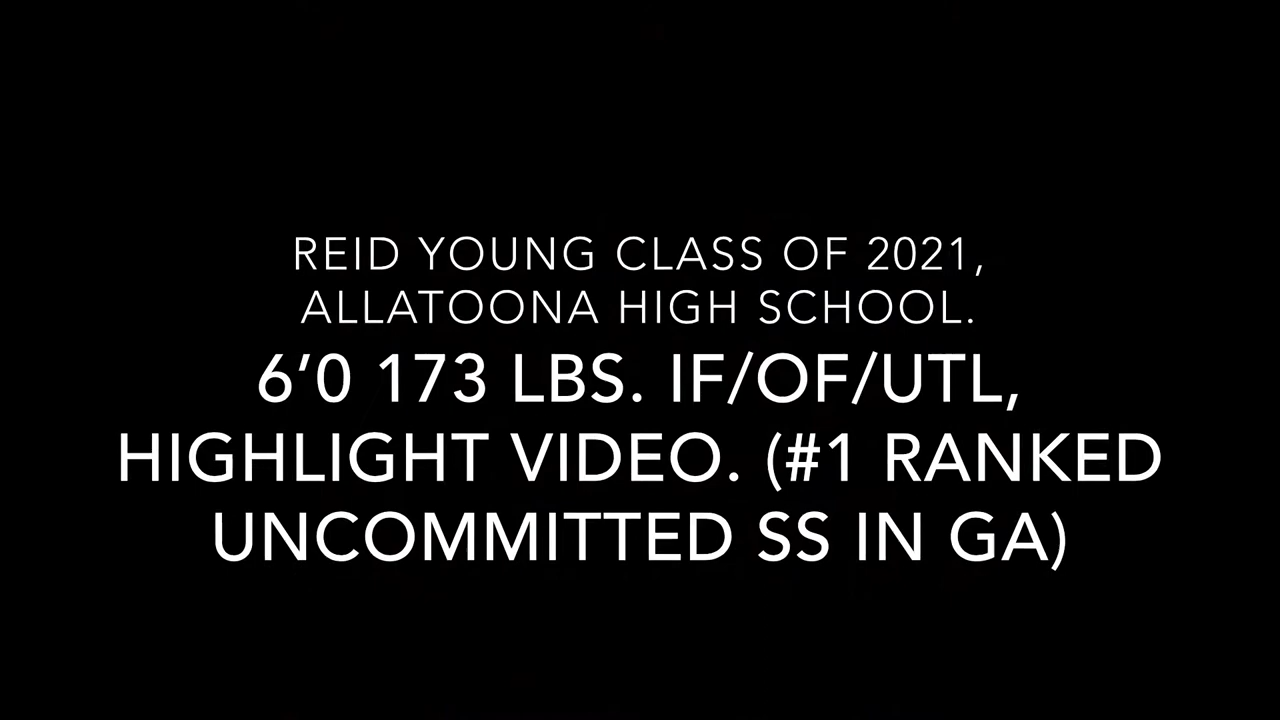 REID YOUNG CLASS OF 2021,
ALLATOONA HIGH SCHOOL.
6‘0 173 LBS. IF/OF/UTL,
HIGHLIGHT VIDEO. (#1 RANKED
UNCOMMITTED SS IN GA)